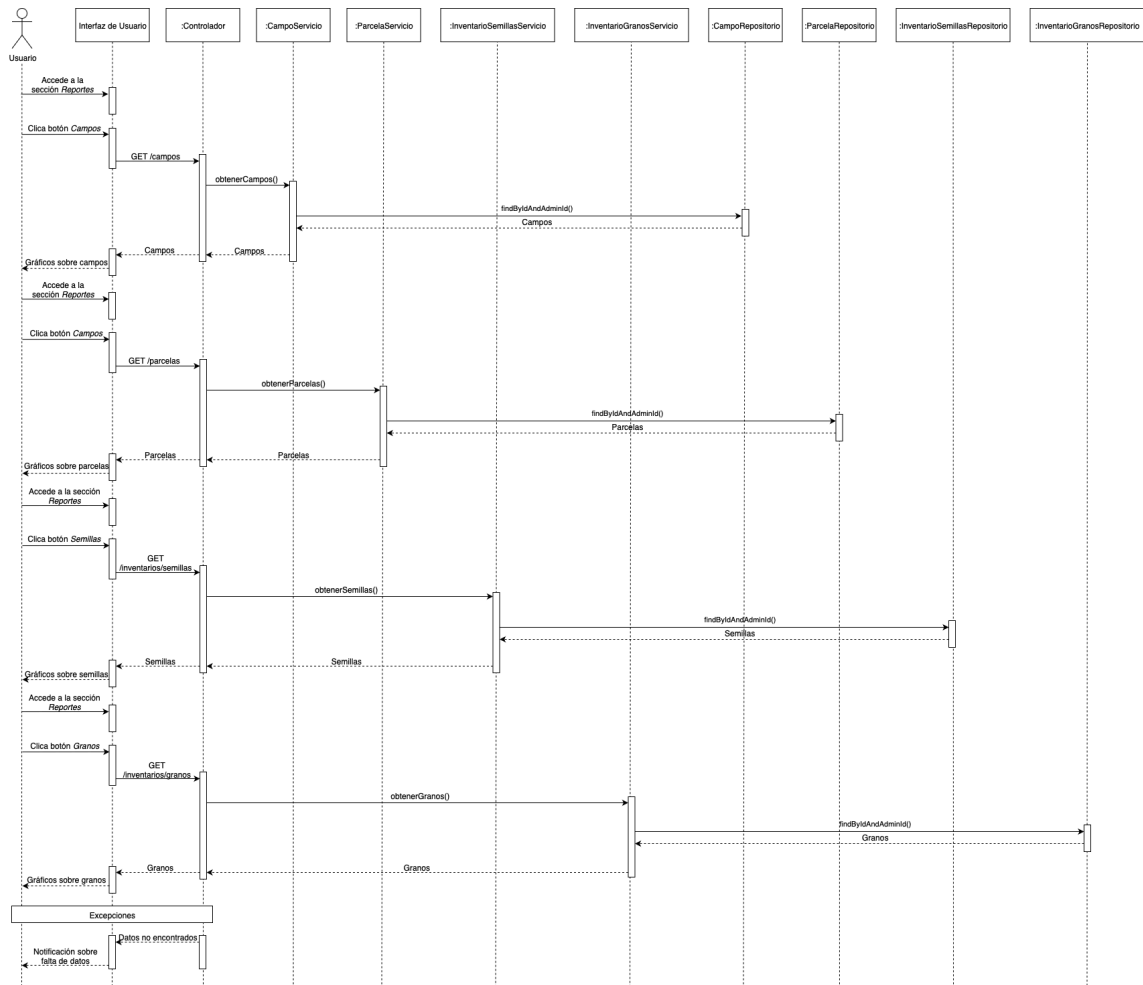 Interfaz de Usuario
:Controlador
:CampoServicio
:ParcelaServicio
:InventarioSemillasServicio
:InventarioGranosServicio
:CampoRepositorio
:ParcelaRepositorio
:InventarioSemillasRepositorio
:InventarioGranosRepositorio
Usuario
Accede a la
sección Reportes
Clica botón Campos
GET /campos
obtenerCampos()
findByIdAndAdminId()
Campos
Campos
Campos
Gráficos sobre campos
Accede a la
sección Reportes
Clica botón Campos
GET /parcelas
obtenerParcelas()
findByIdAndAdminId()
Parcelas
Parcelas
Parcelas
Gráficos sobre parcelas
Accede a la sección
Reportes
Clica botón Semillas
GET
/inventarios/semillas
obtenerSemillas()
findByIdAndAdminId()
Semillas
Semillas
Semillas
Gráficos sobre semillas
Accede a la sección
Reportes
Clica botón Granos
GET
/inventarios/granos
obtenerGranos()
findByIdAndAdminId()
Granos
Granos
Granos
Gráficos sobre granos
Excepciones
Datos no encontrados
Notificación sobre
falta de datos